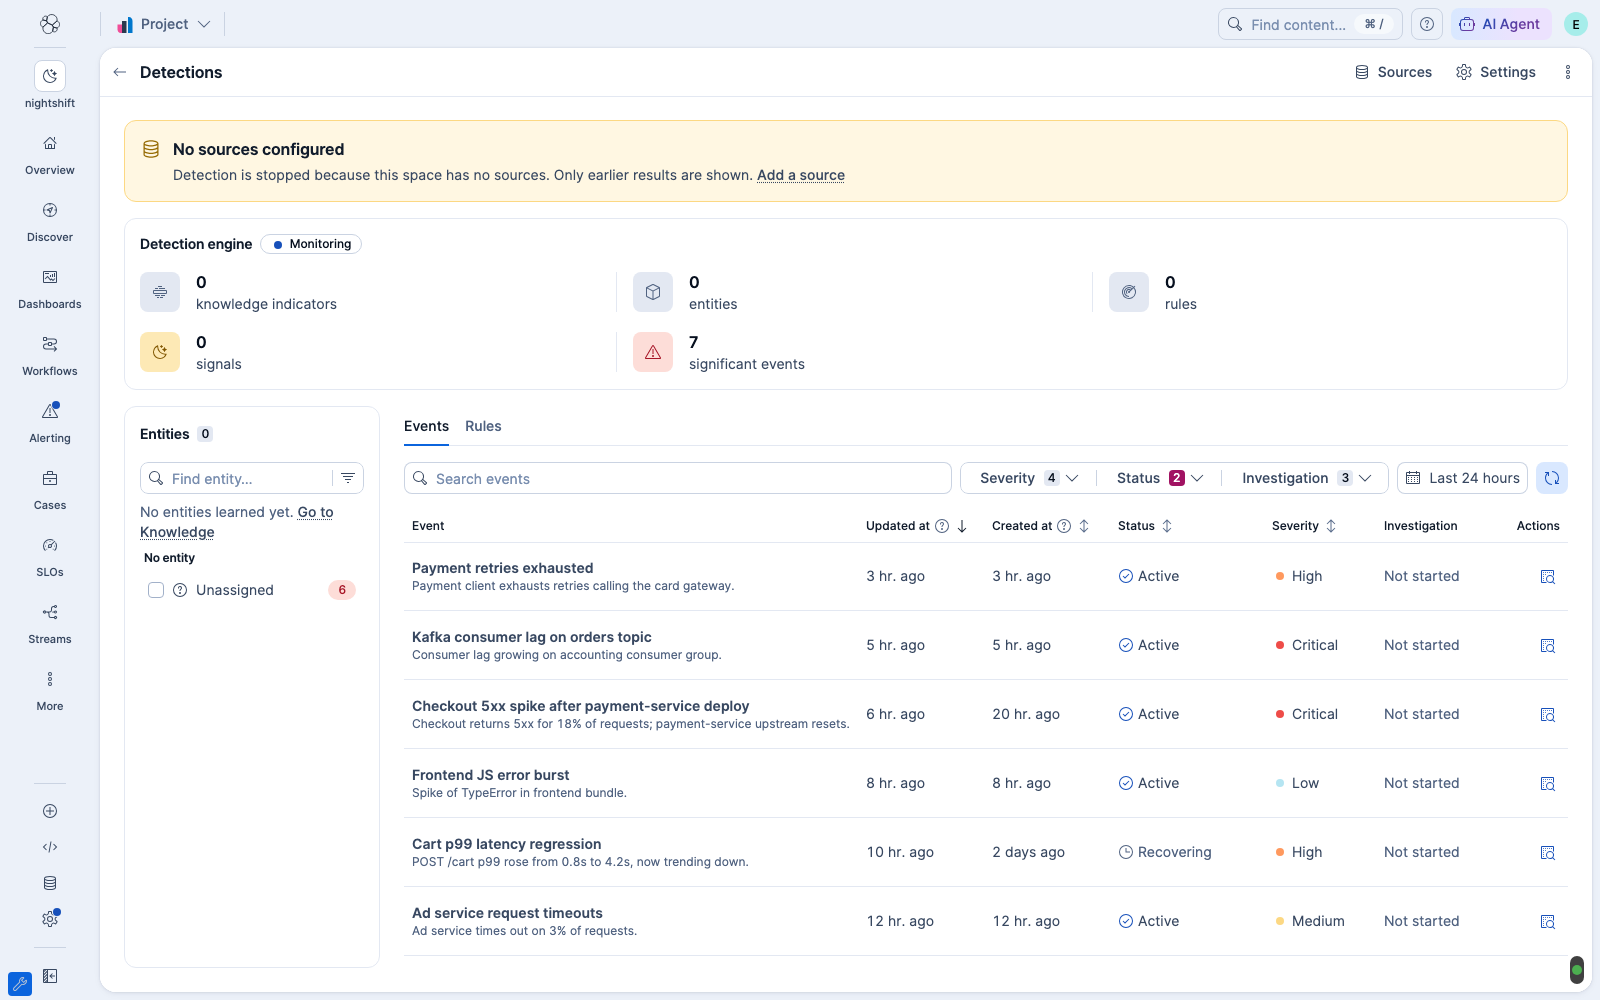 Project
Find content...
⌘ /
AI Agent
E
nightshift
Overview
Discover
Dashboards
Workflows
Alerting
Cases
SLOs
Streams
More
Detections
Sources
Settings
No sources configured
Detection is stopped because this space has no sources. Only earlier results are shown. Add a source
Detection engine
Monitoring
0
knowledge indicators
0
entities
0
rules
0
signals
7
significant events
Entities 0
Find entity...
No entities learned yet. Go to
Knowledge
No entity
Unassigned 6
Events Rules
Search events
Severity 4 Status 2 Investigation 3 Last 24 hours
Event Updated at Created at Status Severity Investigation Actions
Payment retries exhausted
Payment client exhausts retries calling the card gateway.
3 hr. ago 3 hr. ago Active High Not started
Kafka consumer lag on orders topic
Consumer lag growing on accounting consumer group.
5 hr. ago 5 hr. ago Active Critical Not started
Checkout 5xx spike after payment-service deploy
Checkout returns 5xx for 18% of requests; payment-service upstream resets.
6 hr. ago 20 hr. ago Active Critical Not started
Frontend JS error burst
Spike of TypeError in frontend bundle.
8 hr. ago 8 hr. ago Active Low Not started
Cart p99 latency regression
POST /cart p99 rose from 0.8s to 4.2s, now trending down.
10 hr. ago 2 days ago Recovering High Not started
Ad service request timeouts
Ad service times out on 3% of requests.
12 hr. ago 12 hr. ago Active Medium Not started